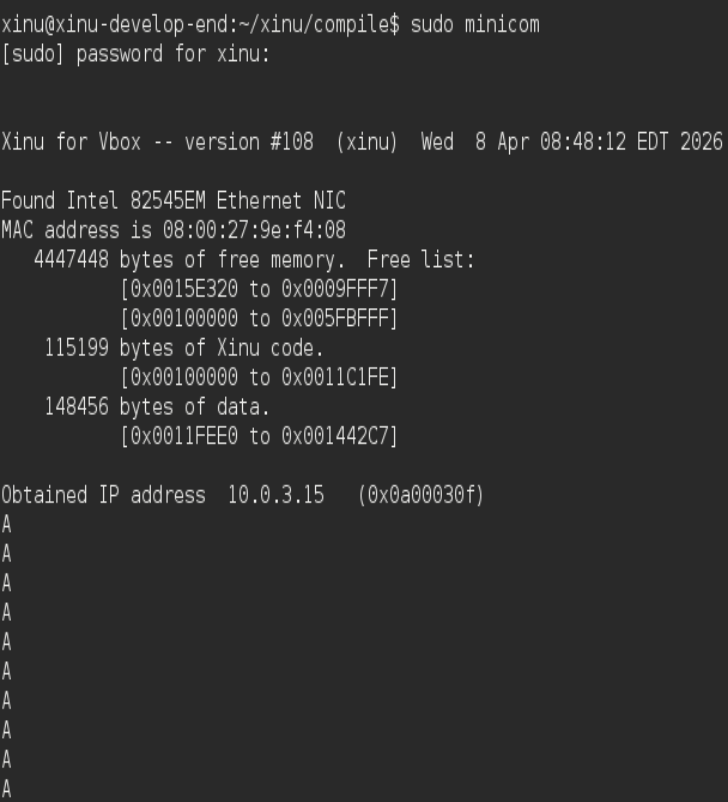 xinu@xinu-develop-end:~/xinu/compile$ sudo minicom
[sudo] password for xinu:
Xinu for Vbox -- version #108  (xinu)  Wed  8 Apr 08:48:12 EDT 2026
Found Intel 82545EM Ethernet NIC
MAC address is 08:00:27:9e:f4:08
   4447448 bytes of free memory.  Free list:
           [0x0015E320 to 0x0009FFF7]
           [0x00100000 to 0x005FBFFF]
    115199 bytes of Xinu code.
           [0x00100000 to 0x0011C1FE]
    148456 bytes of data.
           [0x0011FEE0 to 0x001442C7]
Obtained IP address  10.0.3.15   (0x0a00030f)
A
A
A
A
A
A
A
A
A
A